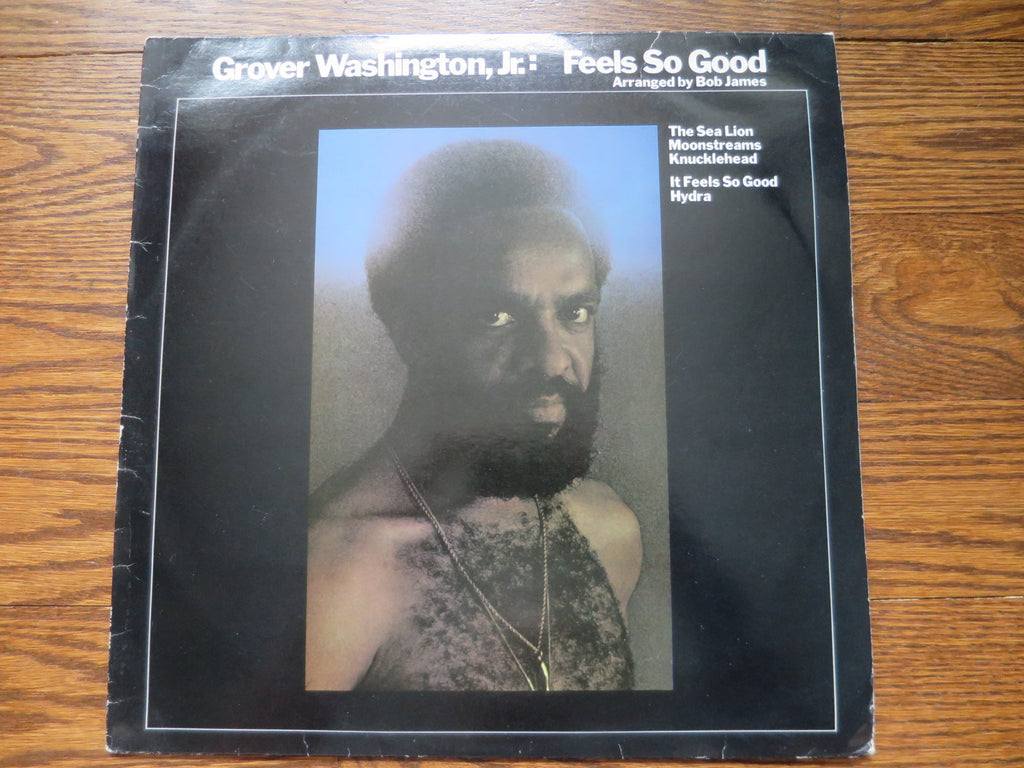 Grover Washington, Jr.: Feels So Good
Arranged by Bob James
The Sea Lion
Moonstreams
Knucklehead
It Feels So Good
Hydra